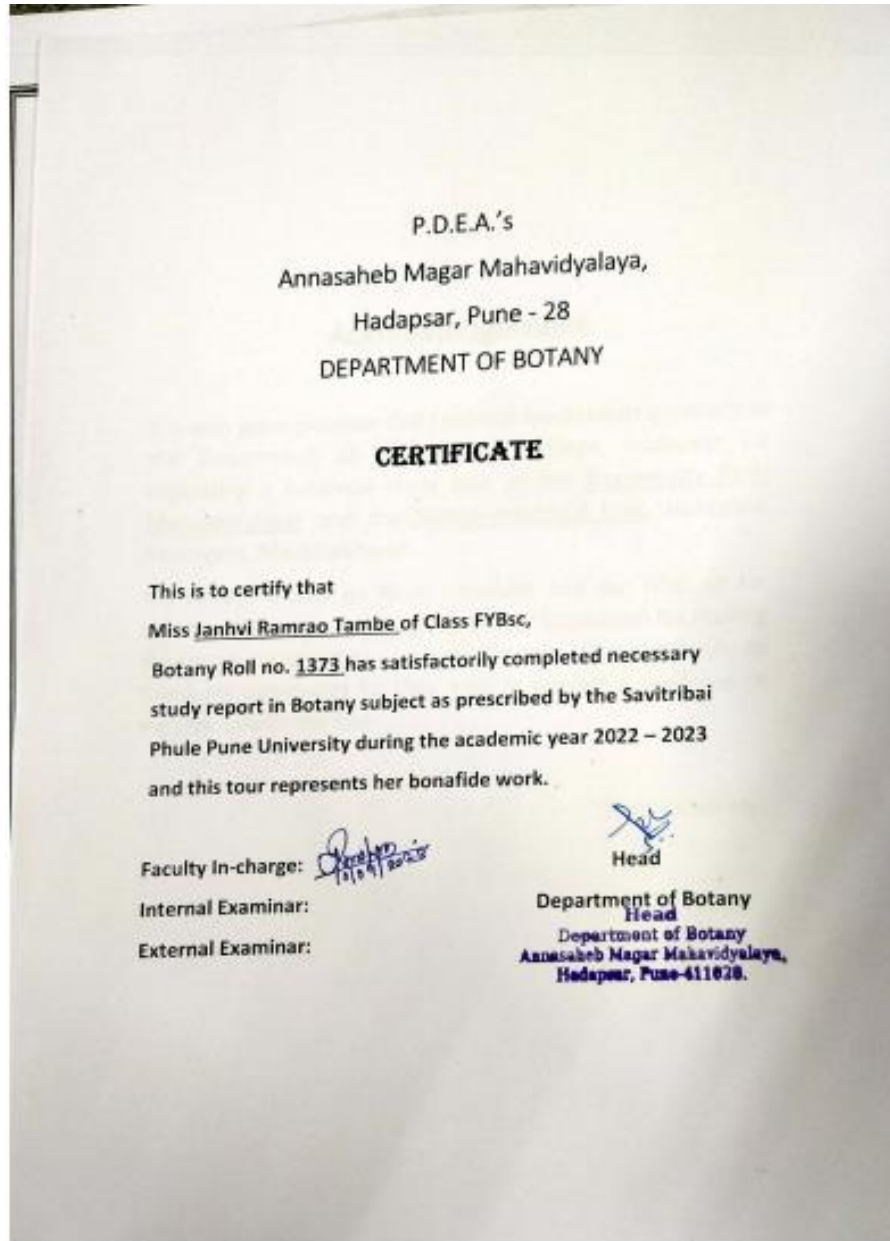 P.D.E.A.'s
Annasaheb Magar Mahavidyalaya,
Hadapsar, Pune - 28
DEPARTMENT OF BOTANY
CERTIFICATE
This is to certify that
Miss Janhvi Ramrao Tambe of Class FYBsc,
Botany Roll no. 1373 has satisfactorily completed necessary
study report in Botany subject as prescribed by the Savitribai
Phule Pune University during the academic year 2022 – 2023
and this tour represents her bonafide work.
Faculty In-charge:
Internal Examinar:
External Examinar:
Head
Department of Botany
Head
Department of Botany
Annasaheb Magar Mahavidyalaya,
Hadapsar, Pune-411028.